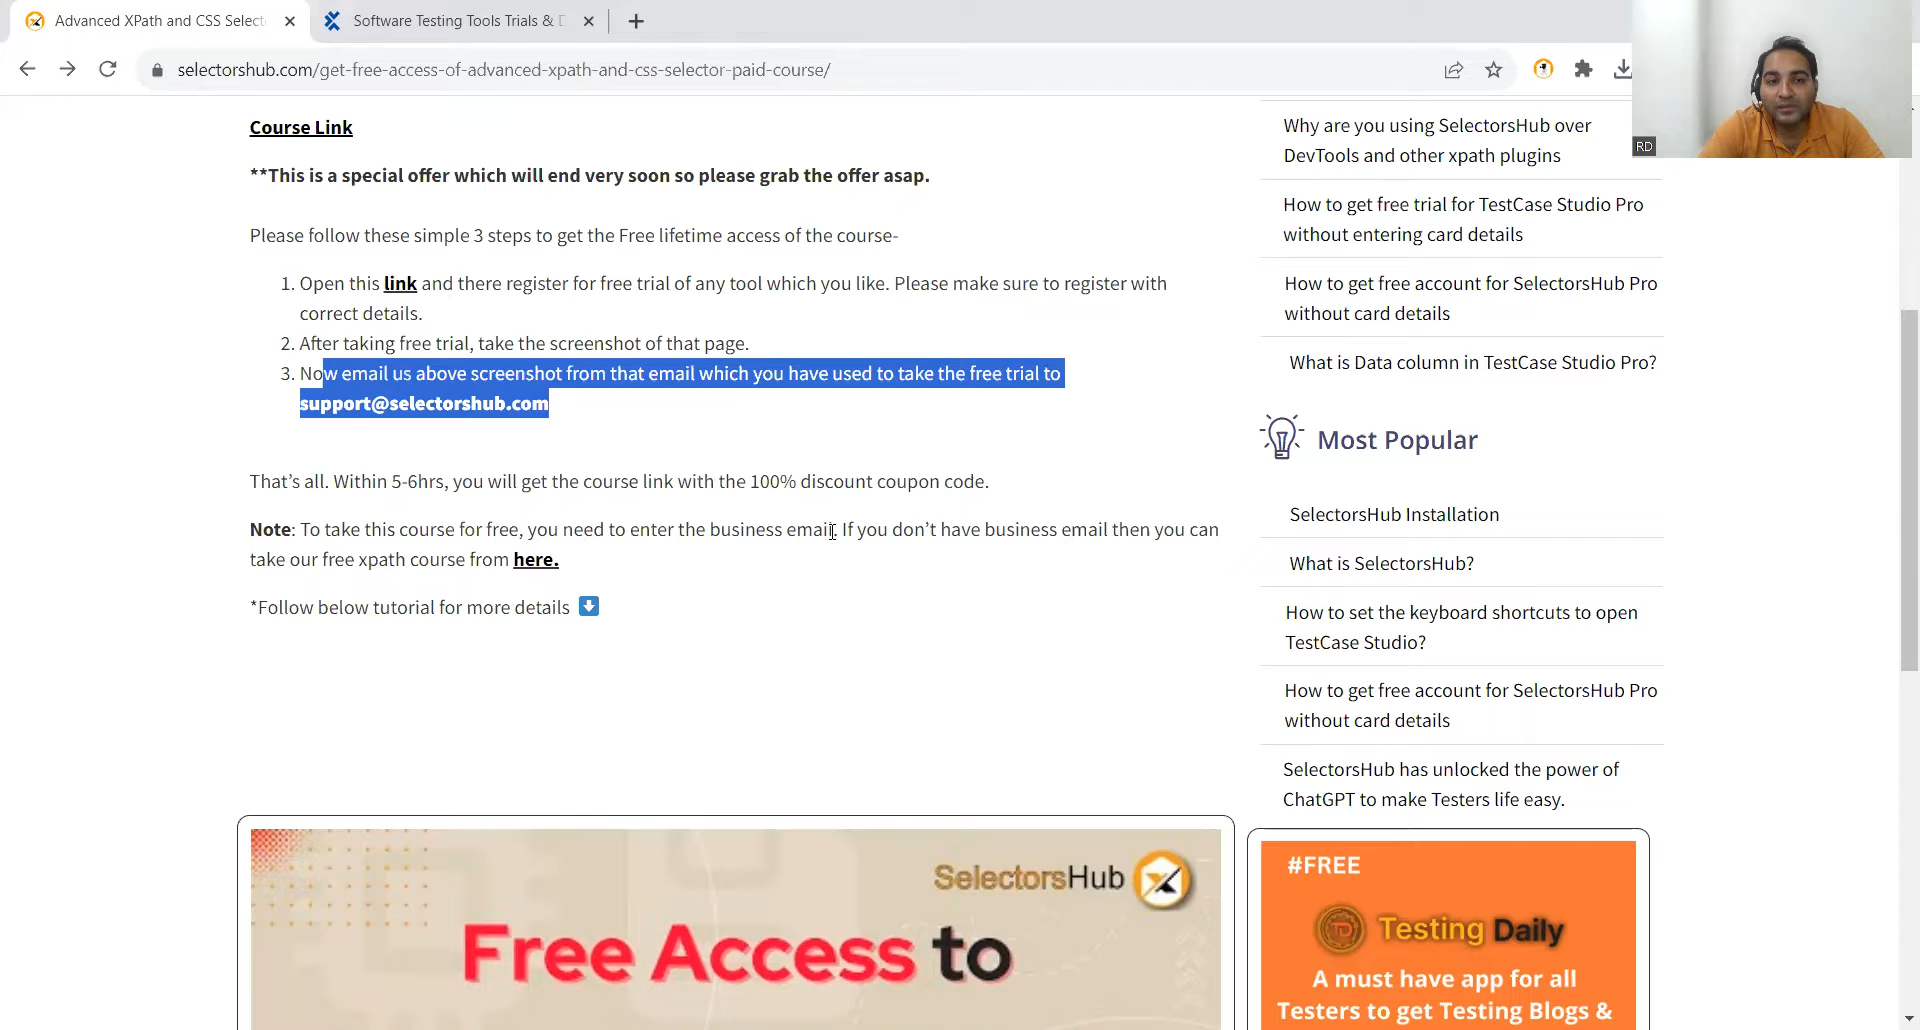 Advanced XPath and CSS Select
Software Testing Tools Trials & D
selectorshub.com/get-free-access-of-advanced-xpath-and-css-selector-paid-course/
RD
Course Link
**This is a special offer which will end very soon so please grab the offer asap.
Please follow these simple 3 steps to get the Free lifetime access of the course-
1. Open this link and there register for free trial of any tool which you like. Please make sure to register with
correct details.
2. After taking free trial, take the screenshot of that page.
3. Now email us above screenshot from that email which you have used to take the free trial to
support@selectorshub.com
That’s all. Within 5-6hrs, you will get the course link with the 100% discount coupon code.
Note: To take this course for free, you need to enter the business email. If you don’t have business email then you can
take our free xpath course from here.
*Follow below tutorial for more details
SelectorsHub
Free Access to
Why are you using SelectorsHub over
DevTools and other xpath plugins
How to get free trial for TestCase Studio Pro
without entering card details
How to get free account for SelectorsHub Pro
without card details
What is Data column in TestCase Studio Pro?
Most Popular
SelectorsHub Installation
What is SelectorsHub?
How to set the keyboard shortcuts to open
TestCase Studio?
How to get free account for SelectorsHub Pro
without card details
SelectorsHub has unlocked the power of
ChatGPT to make Testers life easy.
#FREE
Testing Daily
A must have app for all
Testers to get Testing Blogs &